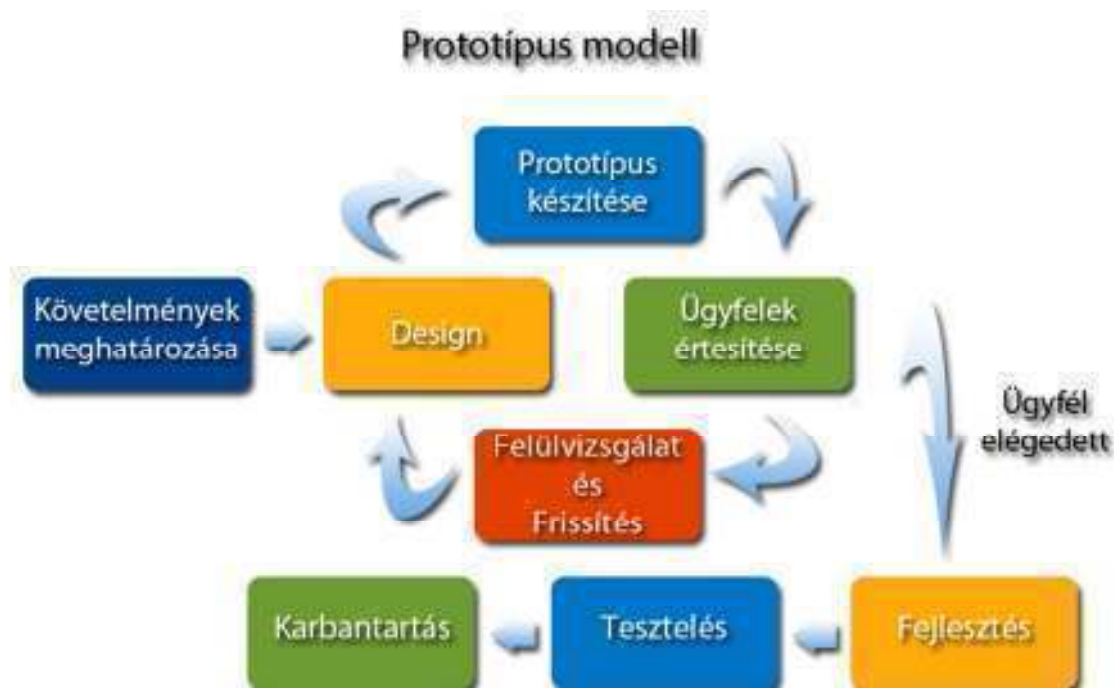 Prototípus modell
Prototípus
készítése
Követelmények
meghatározása
Design
Ügyfelek
értesítése
Ügyfél
elégedett
Felülvizsgálat
és
Frissítés
Karbantartás
Tesztelés
Fejlesztés